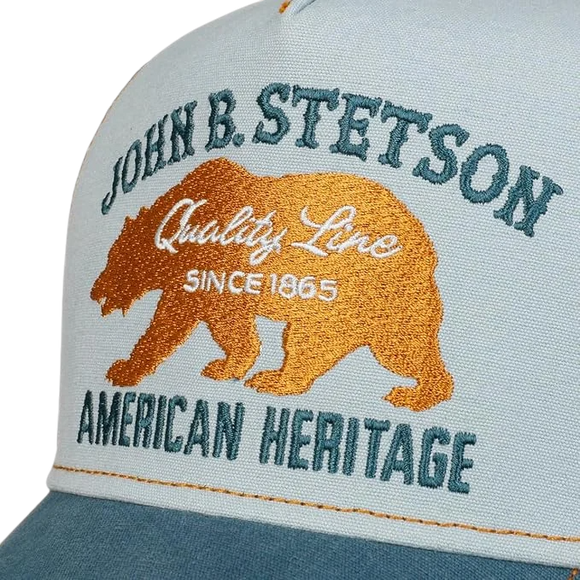 JOHN B. STETSON
Quality Line
SINCE 1865
AMERICAN HERITAGE